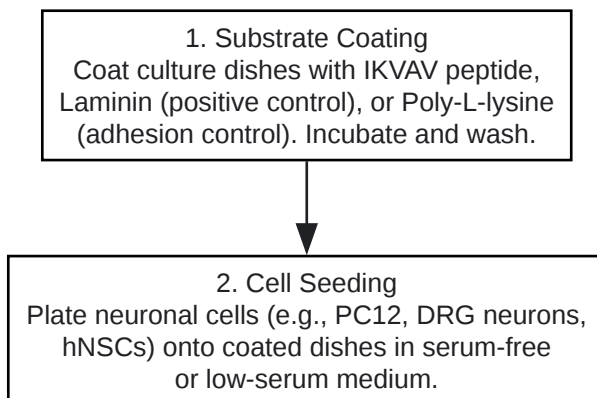 1. Substrate Coating
Coat culture dishes with IKVAV peptide,
Laminin (positive control), or Poly-L-lysine
(adhesion control). Incubate and wash.
2. Cell Seeding
Plate neuronal cells (e.g., PC12, DRG neurons,
hNSCs) onto coated dishes in serum-free
or low-serum medium.